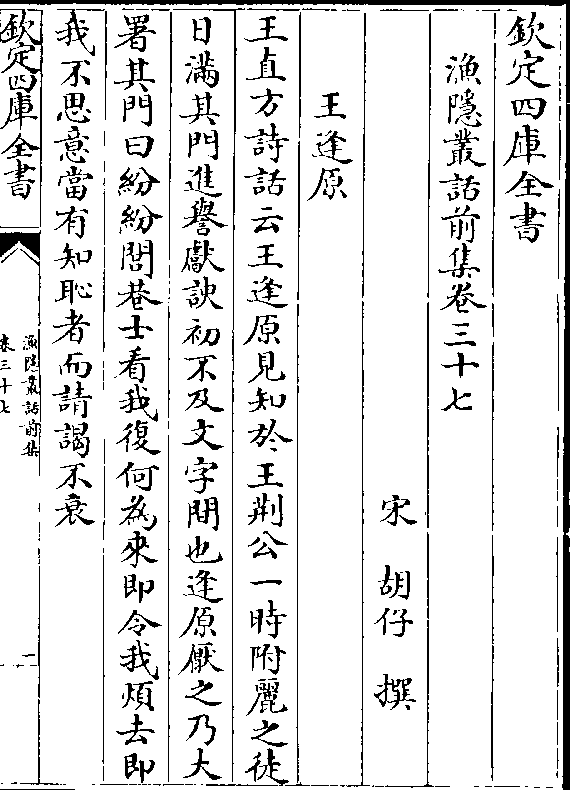 欽定四庫全書
漁隱叢話前集卷三十七
宋 胡仔 撰
王逢原
王直方詩話云王逢原見知於王荆公一時附麗之徒
日滿其門進譽獻諛初不及文字間也逢原厭之乃大
署其門曰紛紛閭巷士看我復何為來即令我煩去即
我不思意當有知恥者而請謁不衰
欽定四庫全書
漁隱叢話前集
卷三十七
一